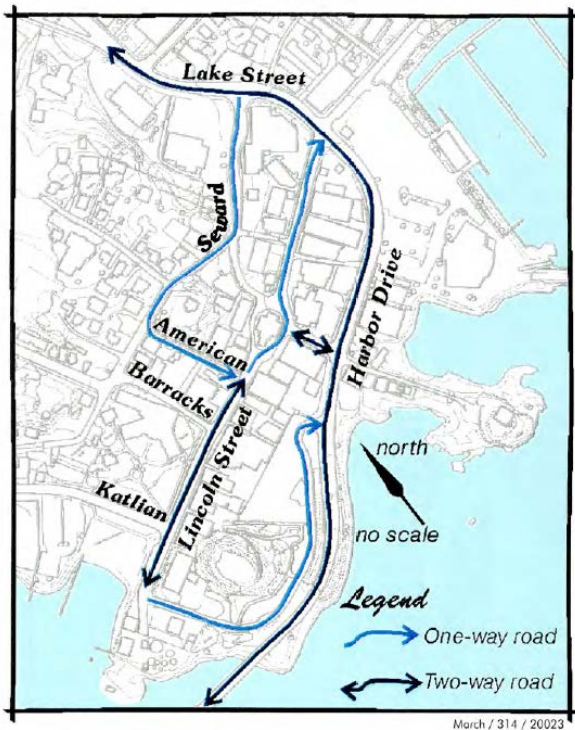 Lake Street
Seward
Harbor Drive
American
Barracks
Lincoln Street
Katlian
north
no scale
Legend
One-way road
Two-way road
March / 314 / 20023